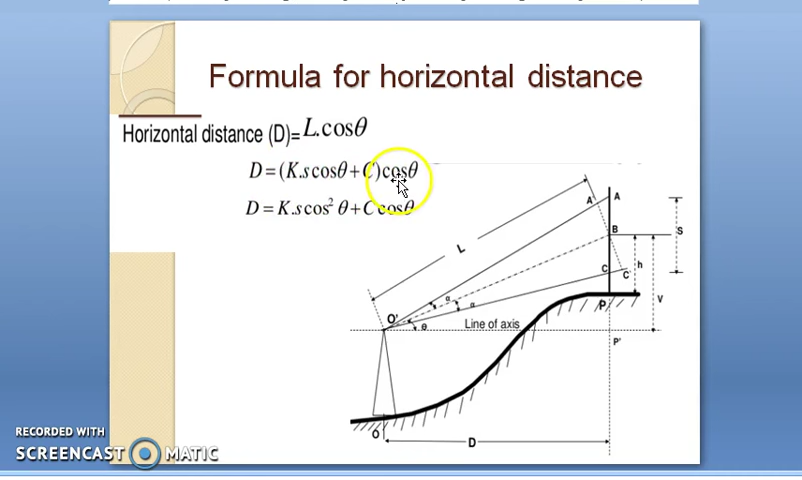 Formula for horizontal distance
Horizontal distance (D)= L.cosθ
D=(K.s cosθ+C)cosθ
D=K.s cos² θ+C cosθ
A' A
B
S
L
C C'
h
V
α
α
P
O'
θ
Line of axis
P'
O
D
RECORDED WITH
SCREENCAST MATIC